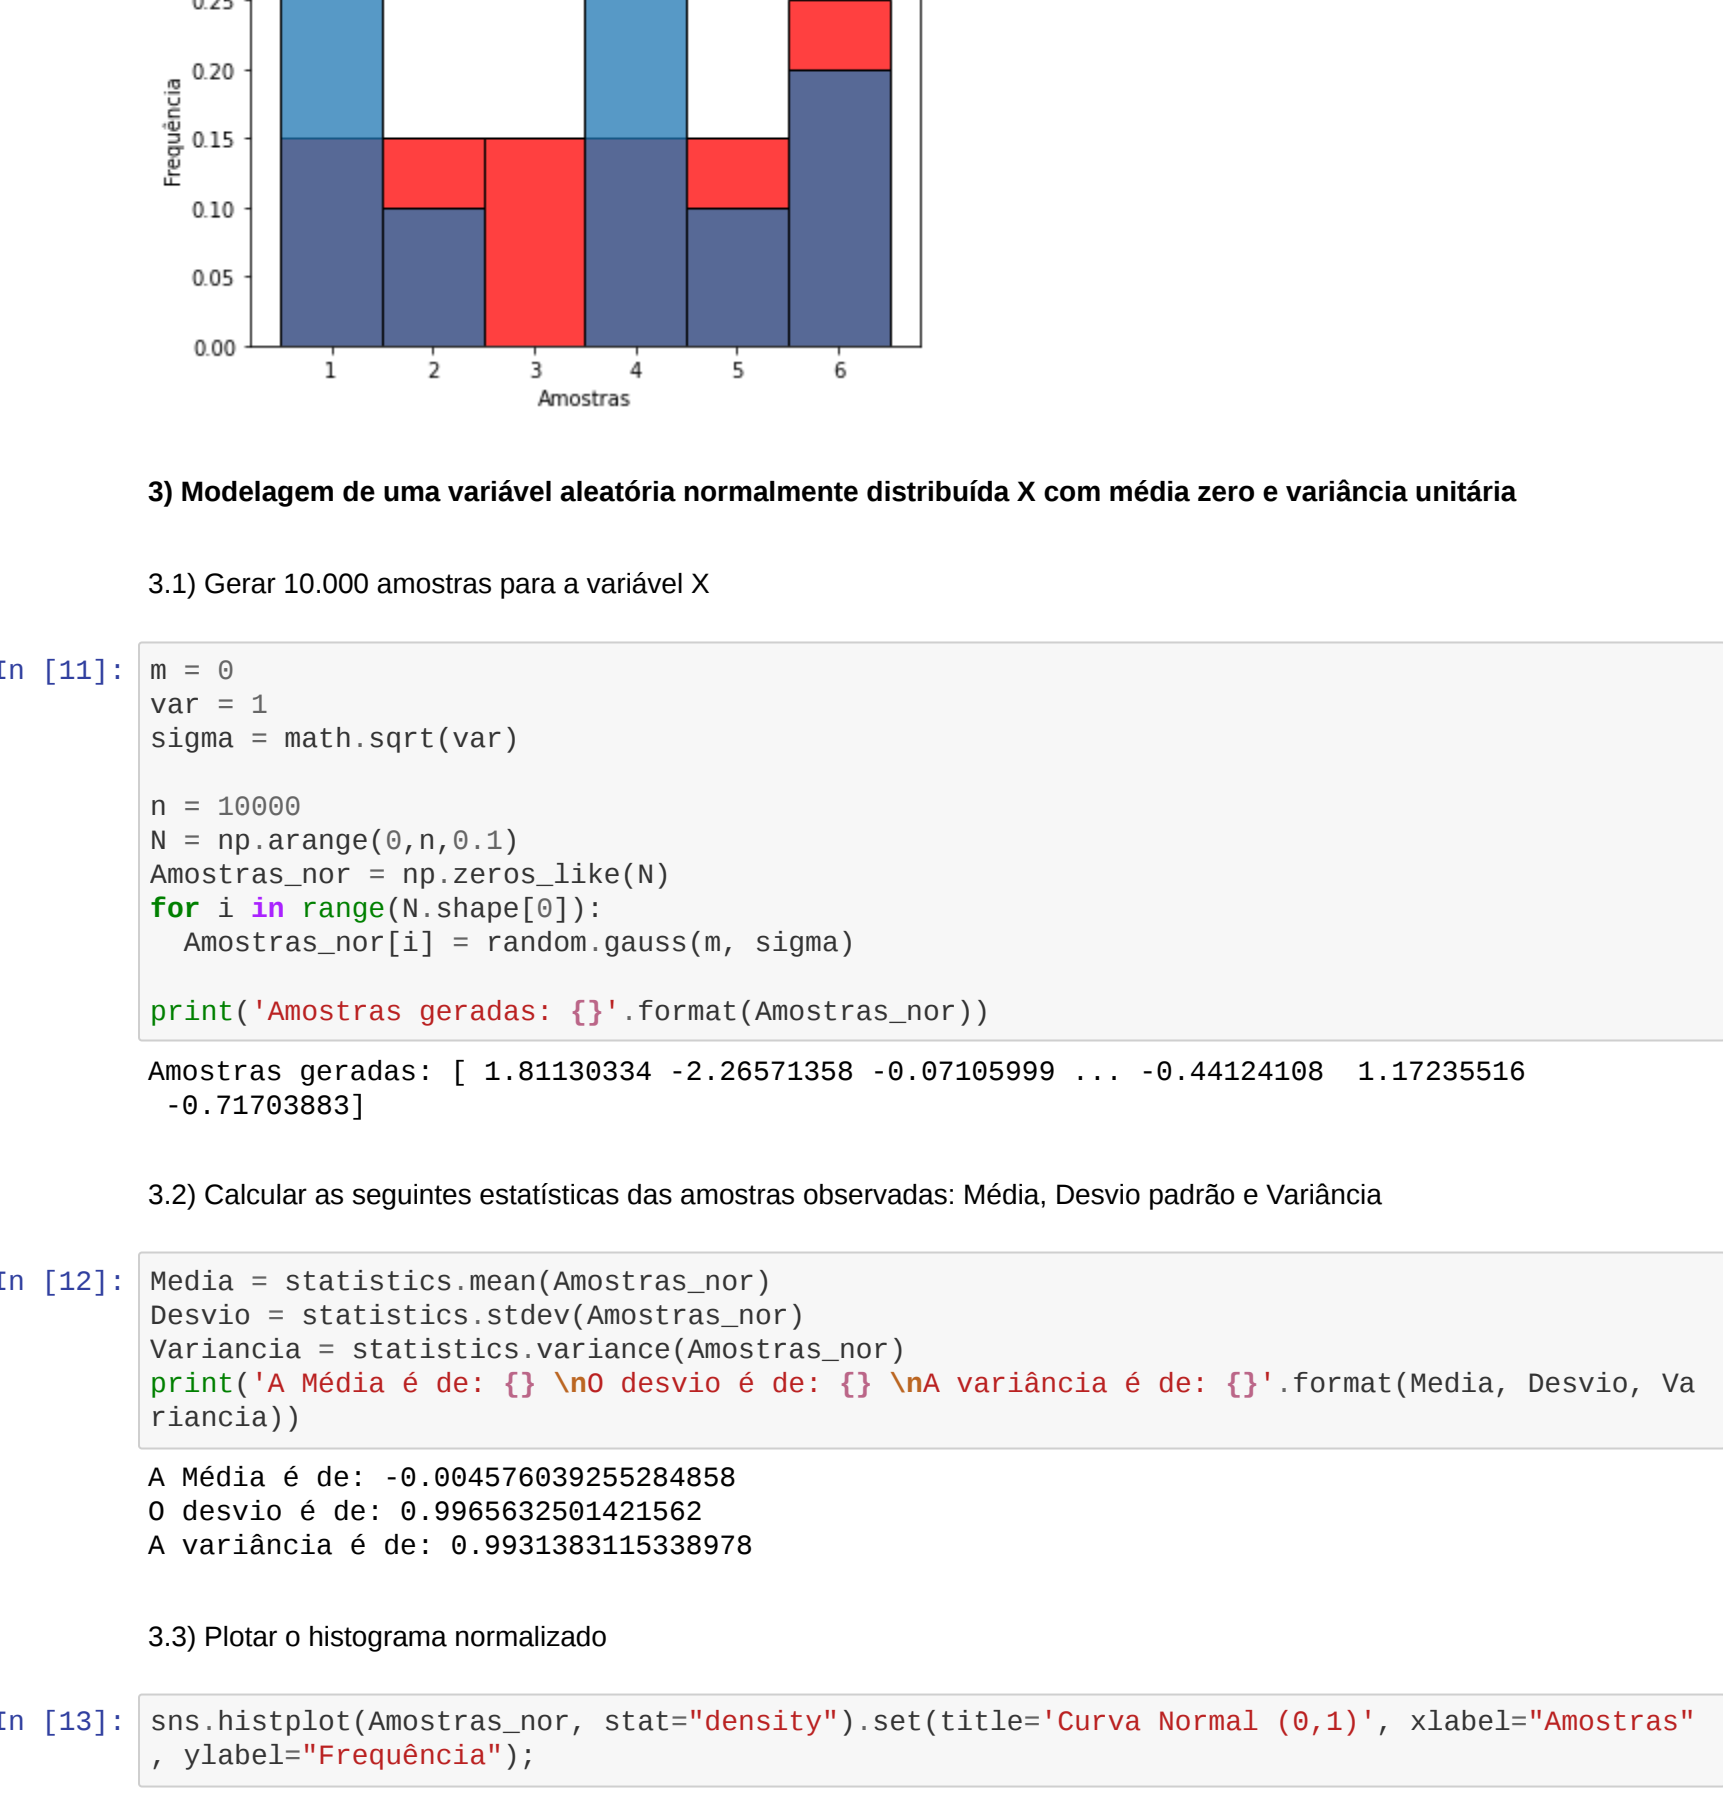 0.25
0.20
0.15
0.10
0.05
0.00
Frequência
1 2 3 4 5 6
Amostras
3) Modelagem de uma variável aleatória normalmente distribuída X com média zero e variância unitária
3.1) Gerar 10.000 amostras para a variável X
In [11]:
m = 0
var = 1
sigma = math.sqrt(var)
n = 10000
N = np.arange(0,n,0.1)
Amostras_nor = np.zeros_like(N)
for i in range(N.shape[0]):
  Amostras_nor[i] = random.gauss(m, sigma)
print('Amostras geradas: {}'.format(Amostras_nor))
Amostras geradas: [ 1.81130334 -2.26571358 -0.07105999 ... -0.44124108  1.17235516
 -0.71703883]
3.2) Calcular as seguintes estatísticas das amostras observadas: Média, Desvio padrão e Variância
In [12]:
Media = statistics.mean(Amostras_nor)
Desvio = statistics.stdev(Amostras_nor)
Variancia = statistics.variance(Amostras_nor)
print('A Média é de: {} \nO desvio é de: {} \nA variância é de: {}'.format(Media, Desvio, Va
riancia))
A Média é de: -0.004576039255284858
O desvio é de: 0.9965632501421562
A variância é de: 0.9931383115338978
3.3) Plotar o histograma normalizado
In [13]:
sns.histplot(Amostras_nor, stat="density").set(title='Curva Normal (0,1)', xlabel="Amostras"
, ylabel="Frequência");